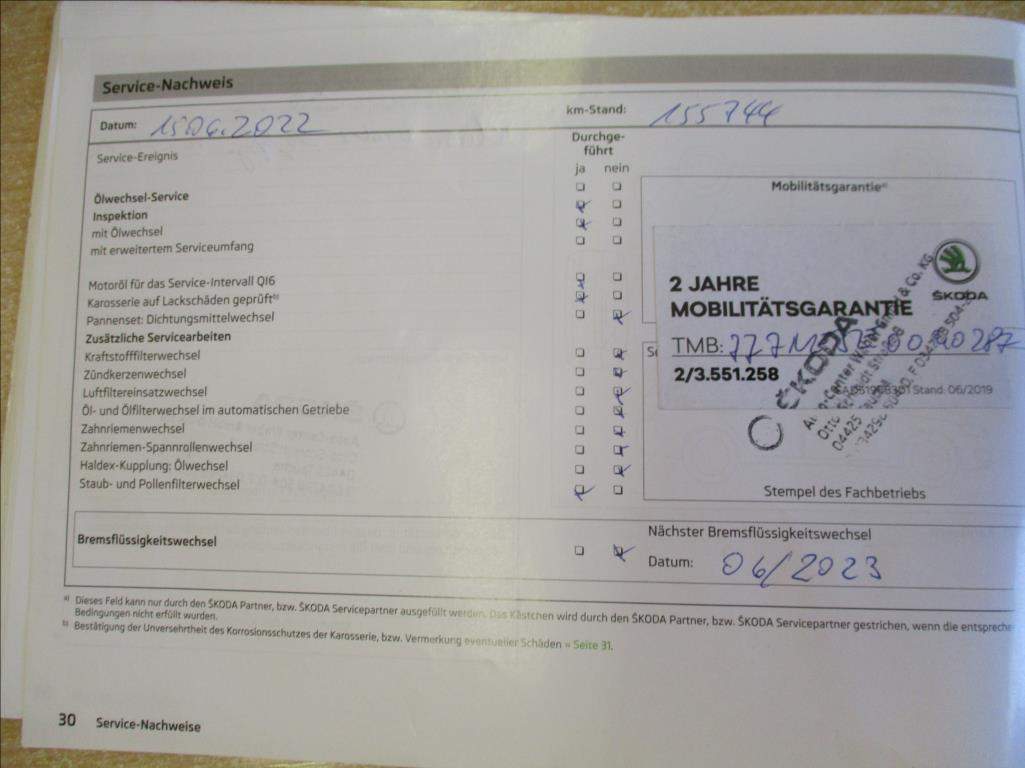 Service-Nachweis
Datum: 15.06.2022
km-Stand: 155744
Service-Ereignis
Durchge-
führt
ja nein
Ölwechsel-Service
Inspektion
mit Ölwechsel
mit erweitertem Serviceumfang
Motoröl für das Service-Intervall QI6
Karosserie auf Lackschäden geprüft b)
Pannenset: Dichtungsmittelwechsel
Zusätzliche Servicearbeiten
Kraftstofffilterwechsel
Zündkerzenwechsel
Luftfiltereinsatzwechsel
Öl- und Ölfilterwechsel im automatischen Getriebe
Zahnriemenwechsel
Zahnriemen-Spannrollenwechsel
Haldex-Kupplung: Ölwechsel
Staub- und Pollenfilterwechsel
Mobilitätsgarantie a)
2 JAHRE
MOBILITÄTSGARANTIE
ŠKODA
TMB:
2/3.551.258
Stand: 06/2019
ŠKODA
04425
Stempel des Fachbetriebs
Bremsflüssigkeitswechsel
Nächster Bremsflüssigkeitswechsel
Datum: 06/2023
a) Dieses Feld kann nur durch den ŠKODA Partner, bzw. ŠKODA Servicepartner ausgefüllt werden. Das Kästchen wird durch den ŠKODA Partner, bzw. ŠKODA Servicepartner gestrichen, wenn die entspreche
Bedingungen nicht erfüllt wurden.
b) Bestätigung der Unversehrtheit des Korrosionsschutzes der Karosserie, bzw. Vermerkung eventueller Schäden » Seite 31.
30 Service-Nachweise